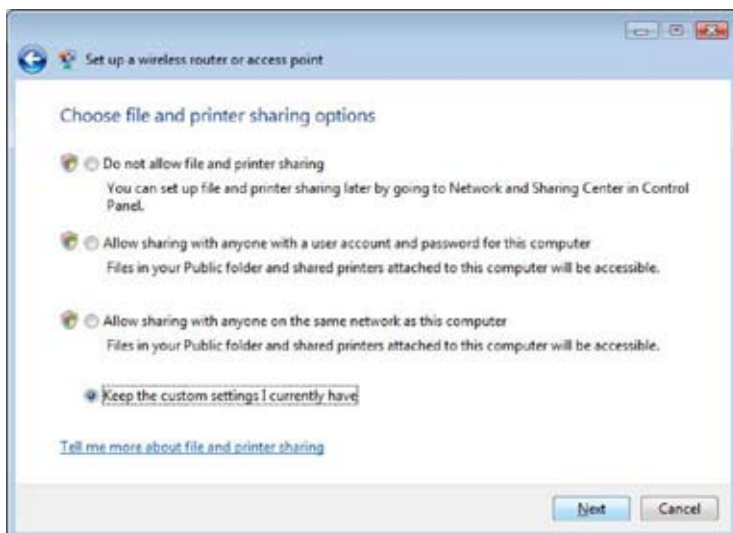 Set up a wireless router or access point
Choose file and printer sharing options
Do not allow file and printer sharing
You can set up file and printer sharing later by going to Network and Sharing Center in Control
Panel.
Allow sharing with anyone with a user account and password for this computer
Files in your Public folder and shared printers attached to this computer will be accessible.
Allow sharing with anyone on the same network as this computer
Files in your Public folder and shared printers attached to this computer will be accessible.
Keep the custom settings I currently have
Tell me more about file and printer sharing
Next Cancel